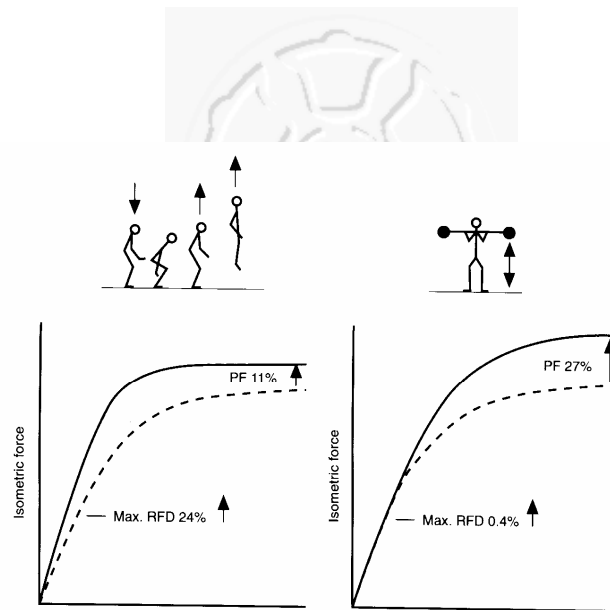 PF 11%
Isometric force
Max. RFD 24%
PF 27%
Isometric force
Max. RFD 0.4%